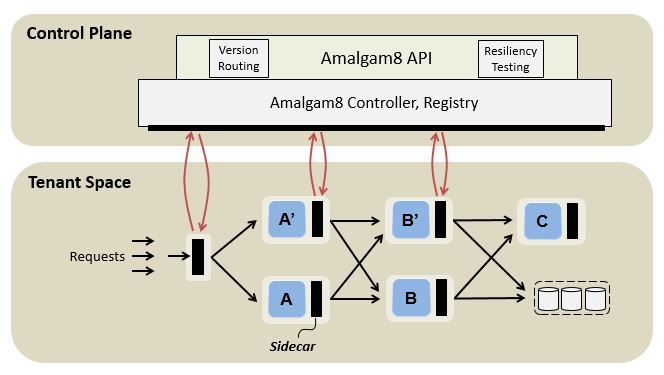 Control Plane
Version
Routing
Amalgam8 API
Resiliency
Testing
Amalgam8 Controller, Registry
Tenant Space
A'
B'
C
Requests
A
B
Sidecar